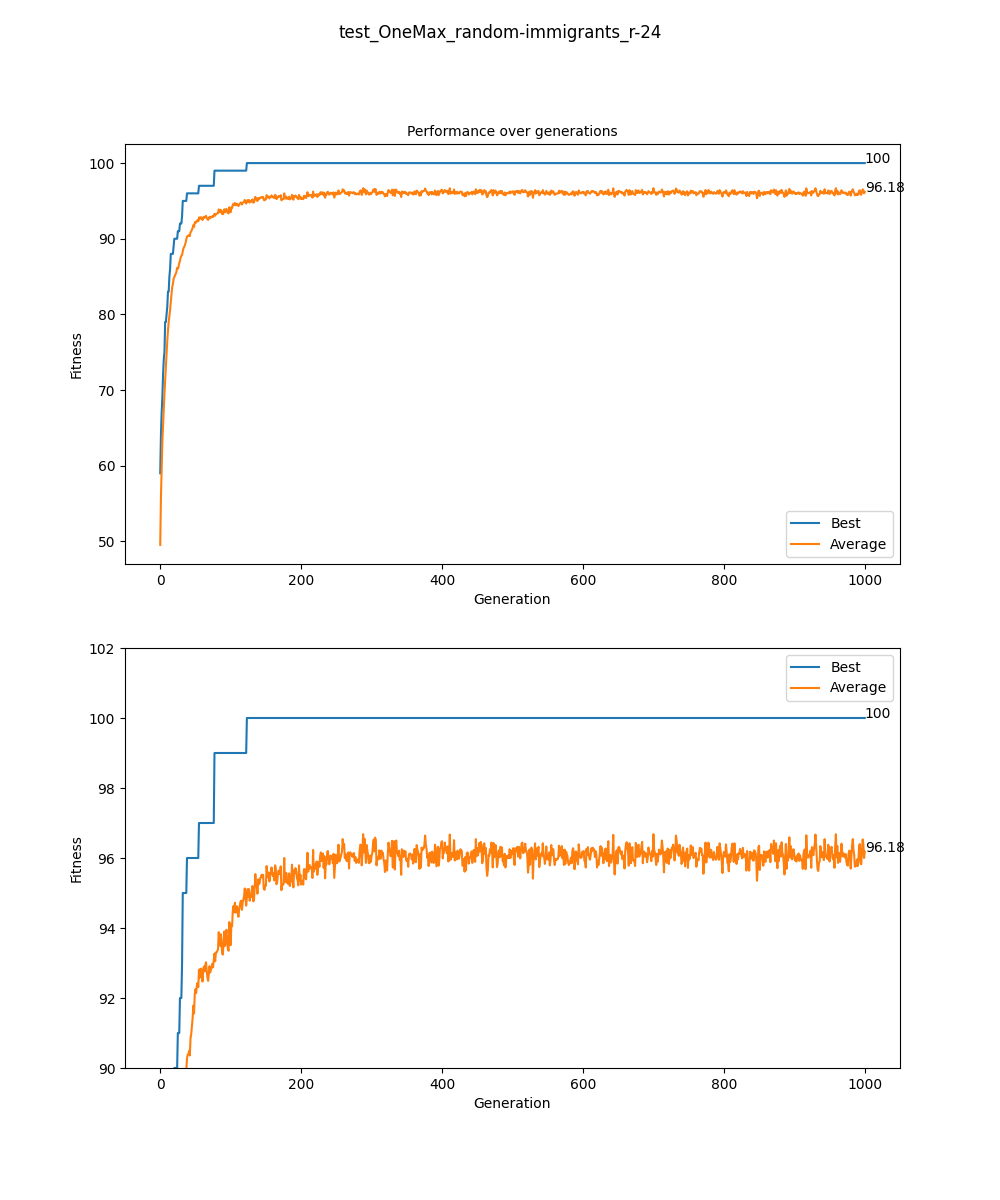 test_OneMax_random-immigrants_r-24
Performance over generations
Fitness
100
90
80
70
60
50
100
96.18
Best
Average
0 200 400 600 800 1000
Generation
Fitness
102
100
98
96
94
92
90
Best
Average
100
96.18
0 200 400 600 800 1000
Generation